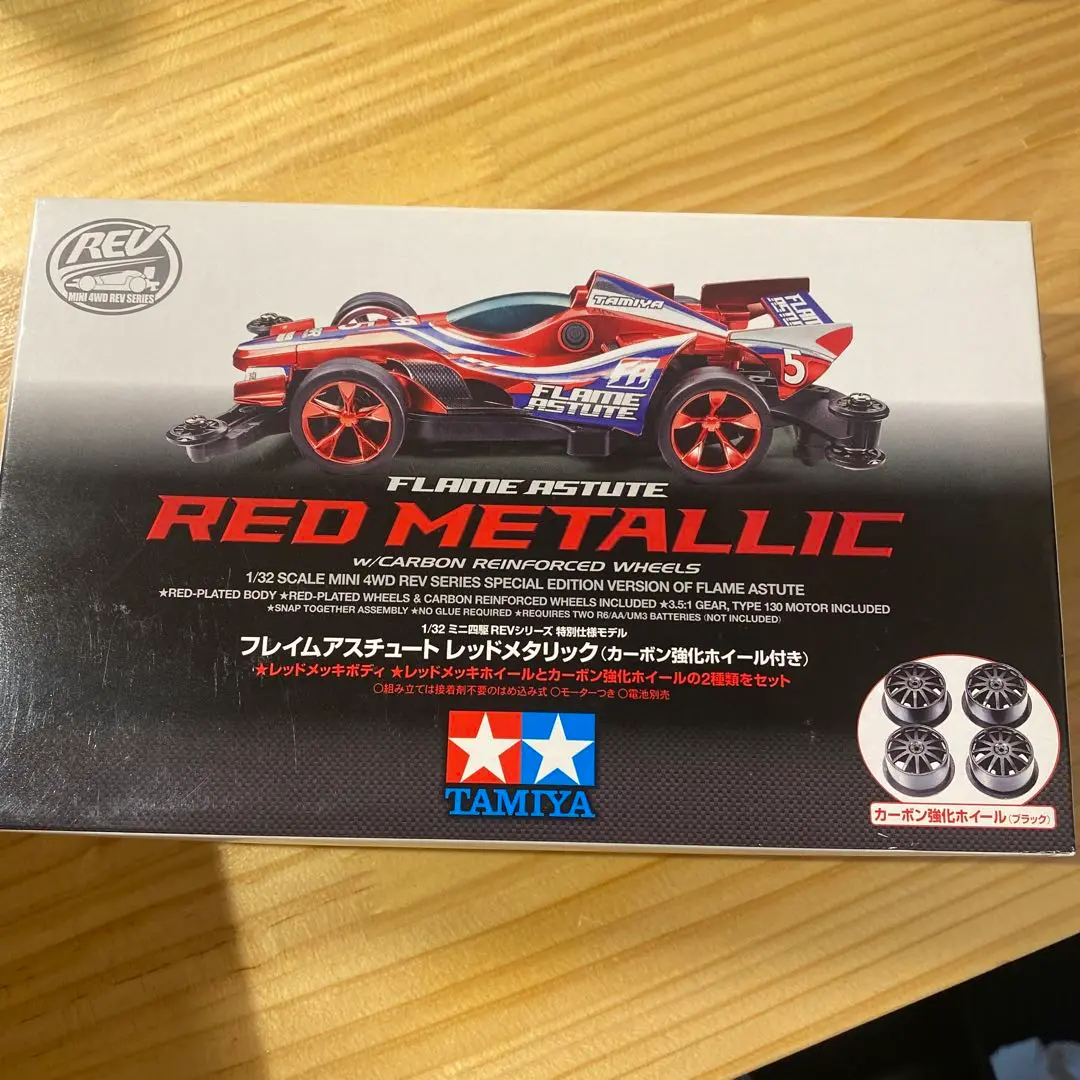 REV
MINI 4WD REV SERIES
TAMIYA
FLAME
ASTUTE
5
FA
FLAME
ASTUTE
FLAME ASTUTE
RED METALLIC
w/CARBON REINFORCED WHEELS
1/32 SCALE MINI 4WD REV SERIES SPECIAL EDITION VERSION OF FLAME ASTUTE
★RED-PLATED BODY ★RED-PLATED WHEELS & CARBON REINFORCED WHEELS INCLUDED ★3.5:1 GEAR, TYPE 130 MOTOR INCLUDED
★SNAP TOGETHER ASSEMBLY ★NO GLUE REQUIRED ★REQUIRES TWO R6/AA/UM3 BATTERIES (NOT INCLUDED)
1/32 ミニ四駆 REVシリーズ 特別仕様モデル
フレイムアスチュート レッドメタリック(カーボン強化ホイール付き)
★レッドメッキボディ ★レッドメッキホイールとカーボン強化ホイールの2種類をセット
○組み立ては接着剤不要のはめ込み式 ○モーターつき ○電池別売
TAMIYA
カーボン強化ホイール(ブラック)